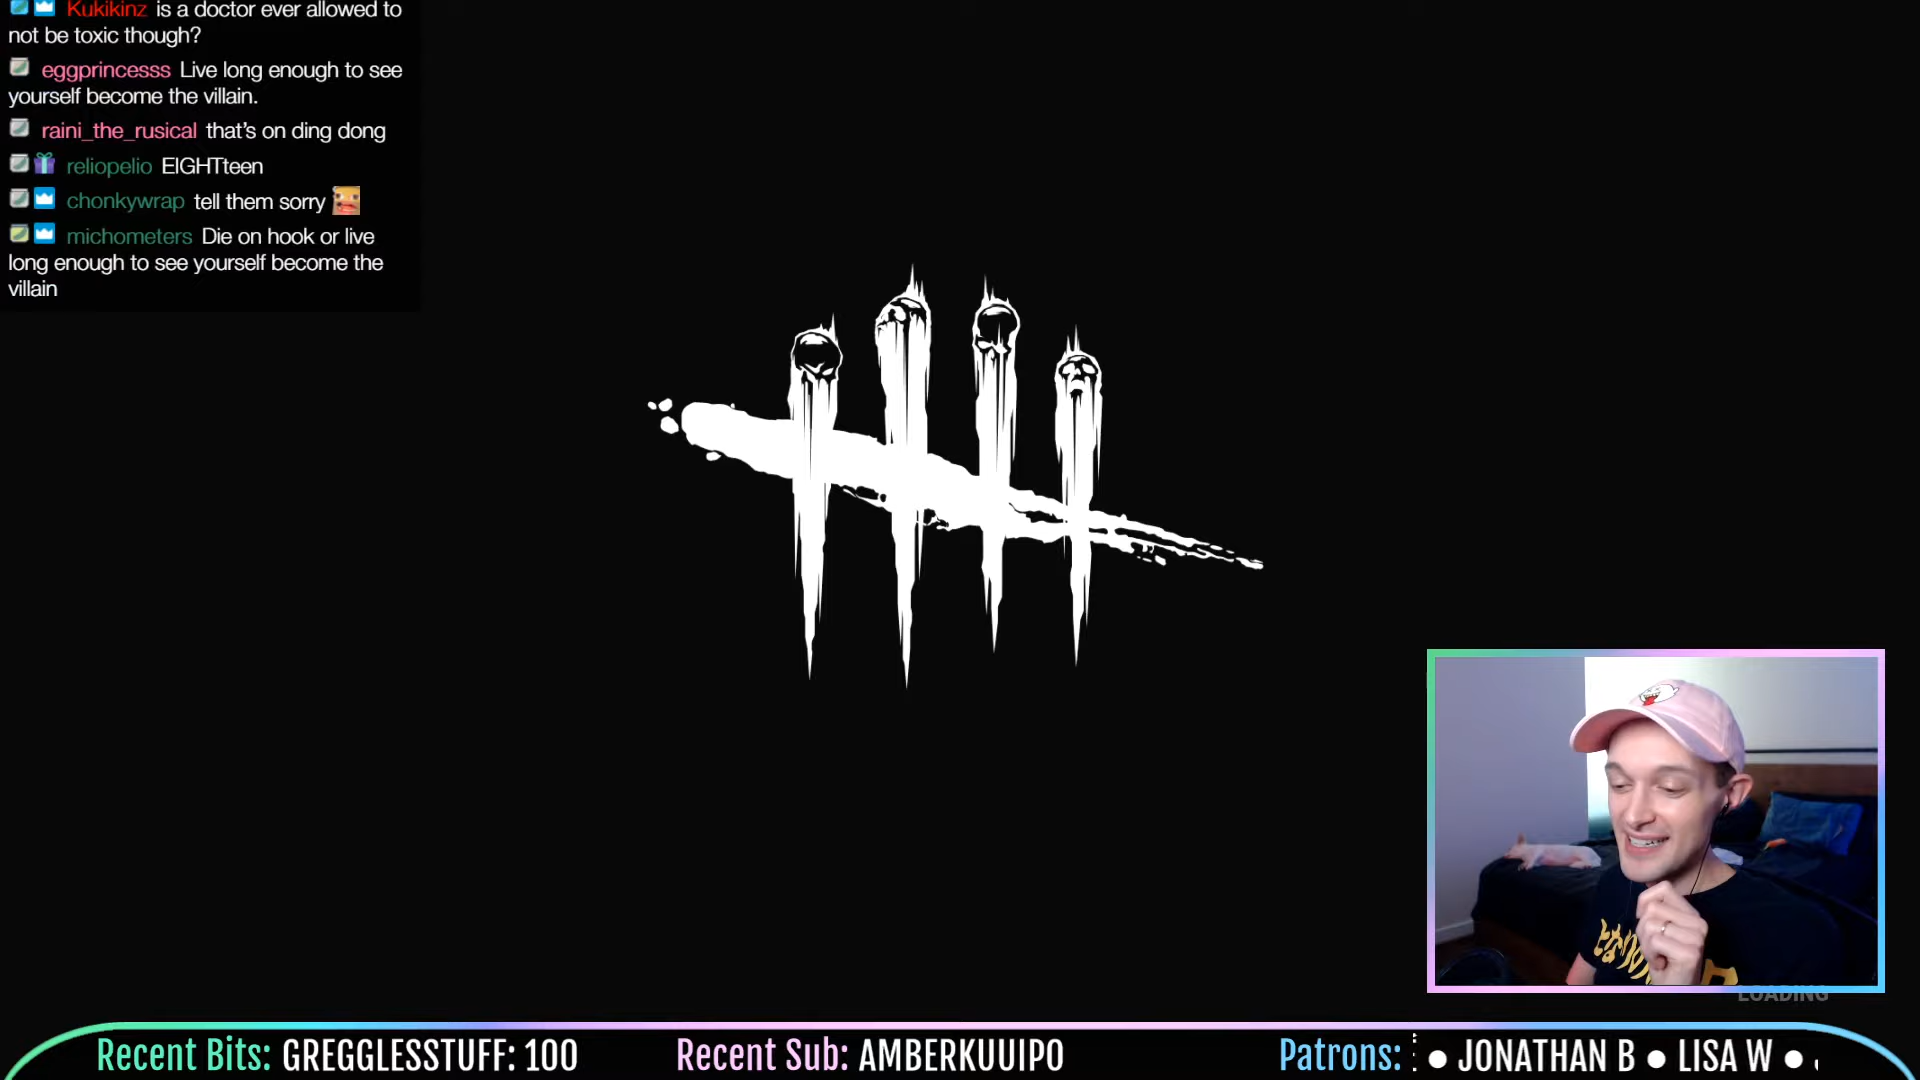 Kukikinz is a doctor ever allowed to
not be toxic though?
eggprincesss Live long enough to see
yourself become the villain.
raini_the_rusical that's on ding dong
reliopelio EIGHTteen
chonkywrap tell them sorry
michometers Die on hook or live
long enough to see yourself become the
villain
LOADING
Recent Bits: GREGGLESSTUFF: 100
Recent Sub: AMBERKUUIPO
Patrons: ● JONATHAN B ● LISA W ●